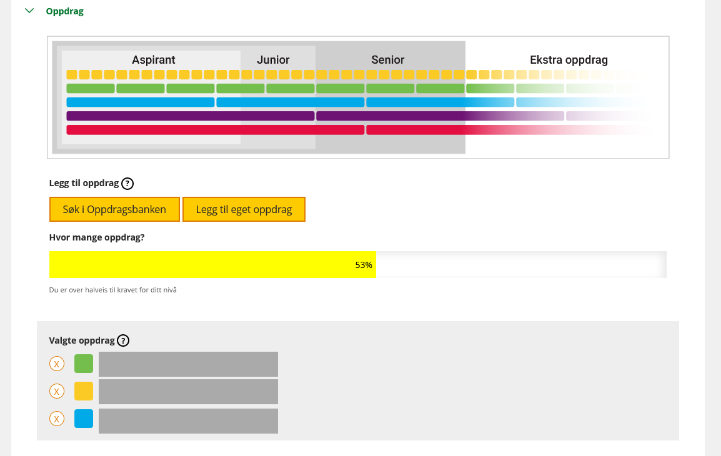 Oppdrag
Aspirant Junior Senior Ekstra oppdrag
Legg til oppdrag ?
Søk i Oppdragsbanken Legg til eget oppdrag
Hvor mange oppdrag?
53%
Du er over halveis til kravet for ditt nivå
Valgte oppdrag ?
X
X
X